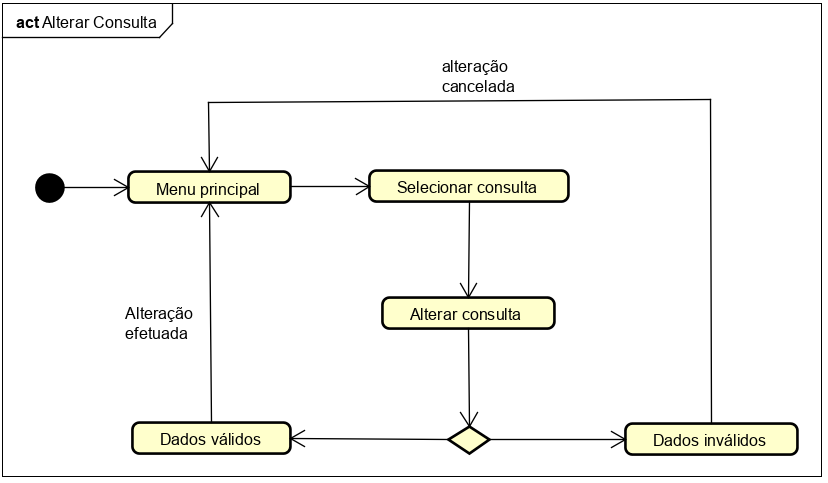 act Alterar Consulta
alteração
cancelada
Menu principal
Selecionar consulta
Alterar consulta
Alteração
efetuada
Dados válidos
Dados inválidos